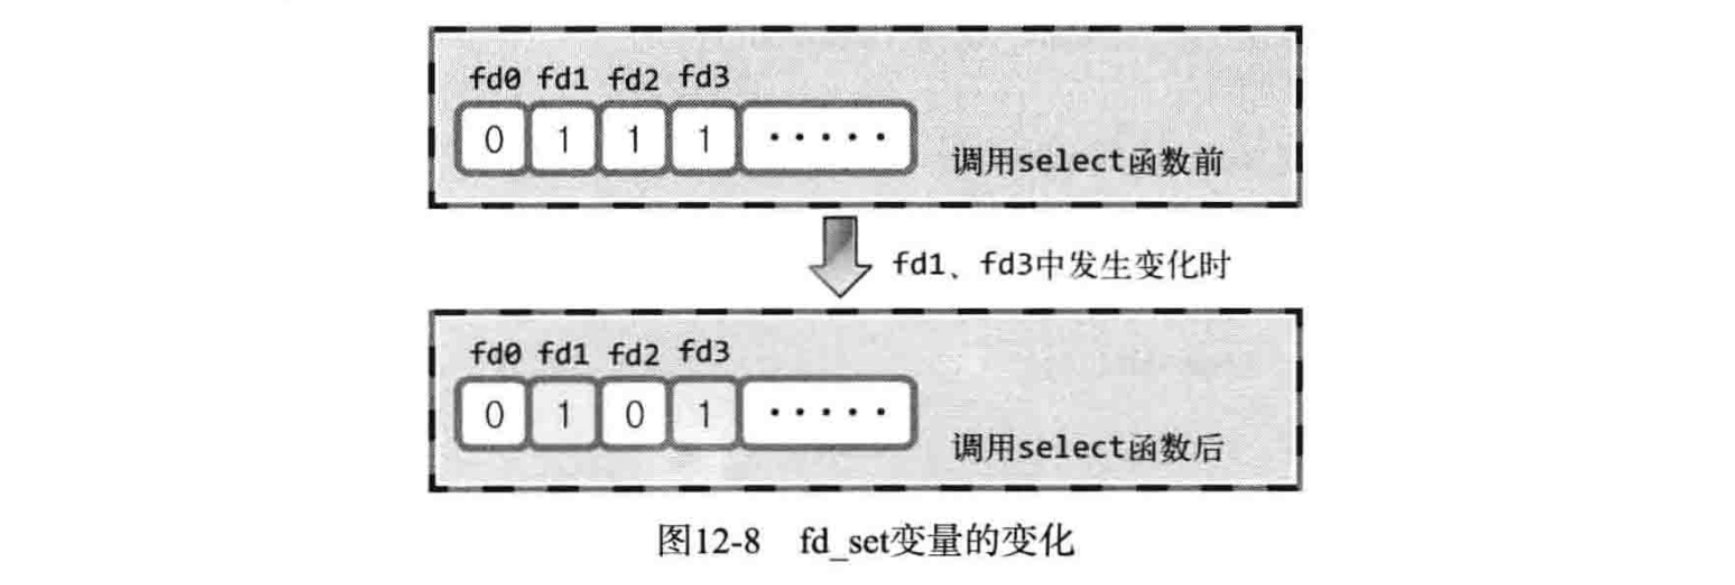 fd0 fd1 fd2 fd3
0 1 1 1 ·····
调用select函数前
fd1、fd3中发生变化时
fd0 fd1 fd2 fd3
0 1 0 1 ·····
调用select函数后
图12-8 fd_set变量的变化